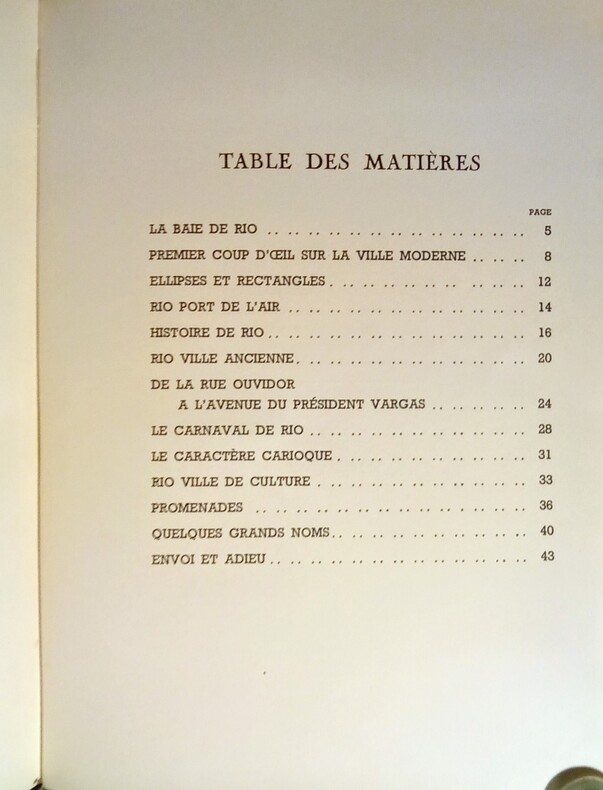 TABLE DES MATIÈRES
PAGE
LA BAIE DE RIO .. .. .. .. .. .. .. .. .. .. .. .. .. 5
PREMIER COUP D'ŒIL SUR LA VILLE MODERNE .. .. .. 8
ELLIPSES ET RECTANGLES . .. .. .. .. .. .. .. .. .. 12
RIO PORT DE L'AIR .. .. .. .. .. .. .. .. .. .. .. .. 14
HISTOIRE DE RIO .. .. .. .. .. .. .. .. .. .. .. .. .. 16
RIO VILLE ANCIENNE. .. .. .. .. .. .. .. .. .. .. .. 20
DE LA RUE OUVIDOR
A L'AVENUE DU PRÉSIDENT VARGAS .. .. .. .. .. 24
LE CARNAVAL DE RIO .. .. .. .. .. .. .. .. .. .. .. 28
LE CARACTÈRE CARIOQUE . .. .. .. .. .. .. .. .. .. 31
RIO VILLE DE CULTURE . .. .. .. .. .. .. .. .. .. .. 33
PROMENADES .. .. .. .. .. .. .. .. .. .. .. .. .. .. 36
QUELQUES GRANDS NOMS .. .. .. .. .. .. .. .. .. .. 40
ENVOI ET ADIEU .. .. .. .. .. .. .. .. .. .. .. .. .. 43